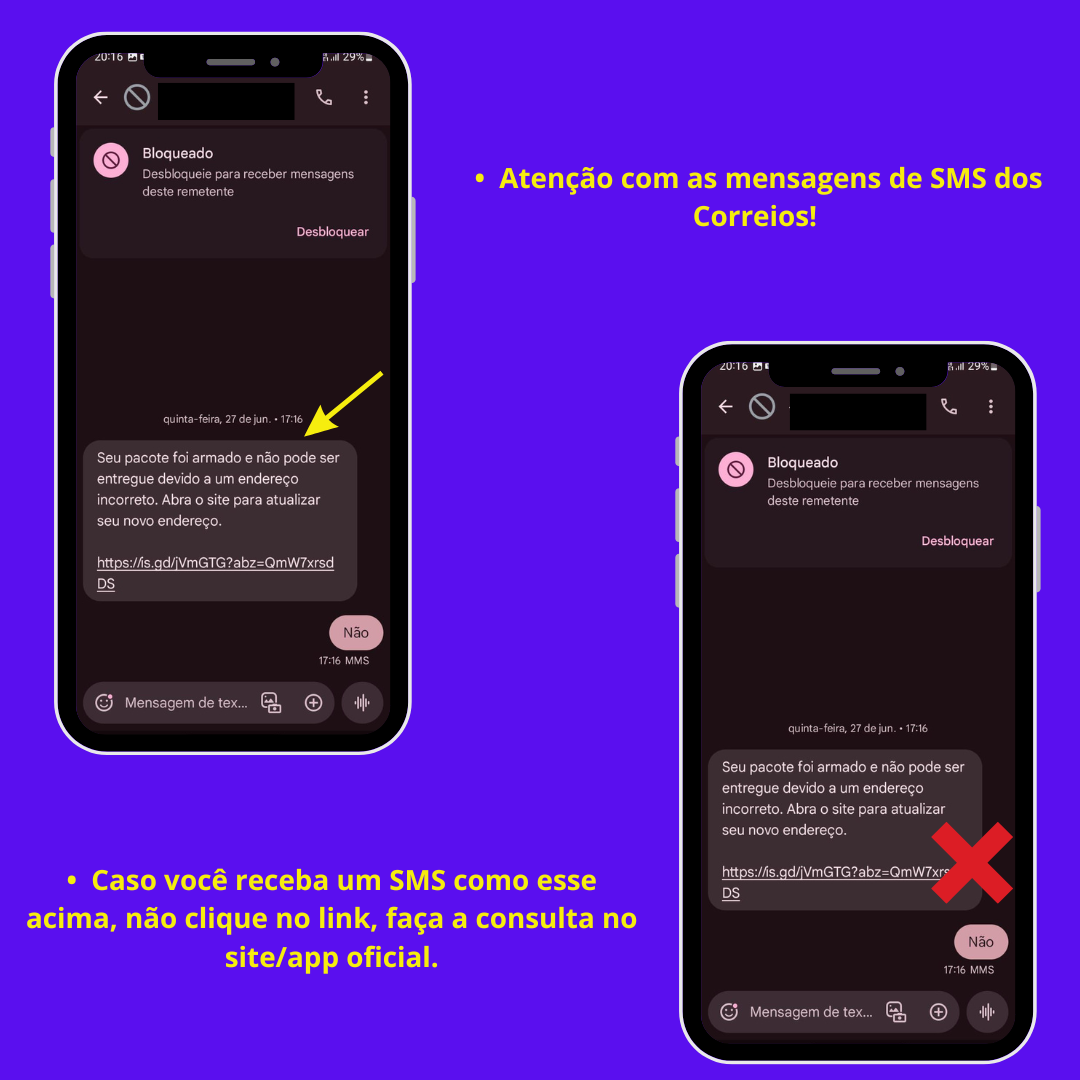 20:16
29%
Bloqueado
Desbloqueie para receber mensagens
deste remetente
Desbloquear
quinta-feira, 27 de jun. • 17:16
Seu pacote foi armado e não pode ser
entregue devido a um endereço
incorreto. Abra o site para atualizar
seu novo endereço.
https://is.gd/jVmGTG?abz=QmW7xrsd
DS
Não
17:16 MMS
Mensagem de tex...
• Atenção com as mensagens de SMS dos
Correios!
20:16
29%
Bloqueado
Desbloqueie para receber mensagens
deste remetente
Desbloquear
quinta-feira, 27 de jun. • 17:16
Seu pacote foi armado e não pode ser
entregue devido a um endereço
incorreto. Abra o site para atualizar
seu novo endereço.
https://is.gd/jVmGTG?abz=QmW7xrs
DS
Não
17:16 MMS
Mensagem de tex...
• Caso você receba um SMS como esse
acima, não clique no link, faça a consulta no
site/app oficial.